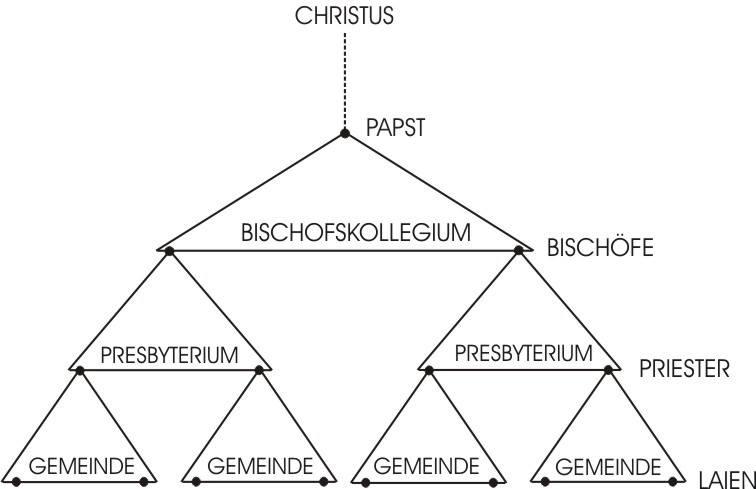 CHRISTUS
PAPST
BISCHOFSKOLLEGIUM
BISCHÖFE
PRESBYTERIUM
PRESBYTERIUM
PRIESTER
GEMEINDE
GEMEINDE
GEMEINDE
GEMEINDE
LAIEN